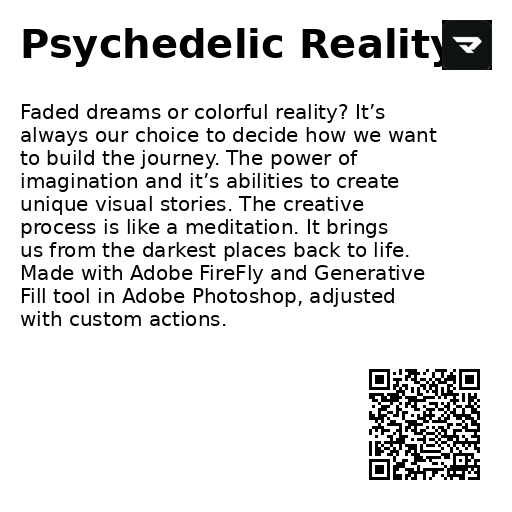 Psychedelic Reality
Faded dreams or colorful reality? It’s
always our choice to decide how we want
to build the journey. The power of
imagination and it’s abilities to create
unique visual stories. The creative
process is like a meditation. It brings
us from the darkest places back to life.
Made with Adobe FireFly and Generative
Fill tool in Adobe Photoshop, adjusted
with custom actions.